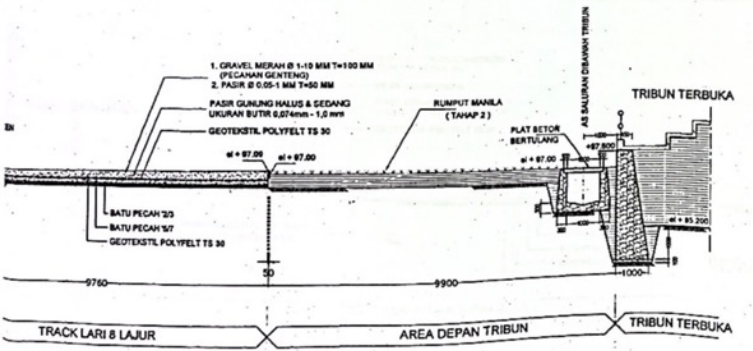 1. GRAVEL MERAH Ø 1-10 MM T=100 MM
(PECAHAN GENTENG)
2. PASIR Ø 0.05-1 MM T=50 MM
PASIR GUNUNG HALUS & SEDANG
UKURAN BUTIR 0,074mm - 1,0 mm
GEOTEKSTIL POLYFELT TS 30
RUMPUT MANILA
( TAHAP 2 )
AS SALURAN DIBAWAH TRIBUN
TRIBUN TERBUKA
PLAT BETON
BERTULANG
+97.600
el + 97.00
el + 97.00
BATU PECAH 2/3
BATU PECAH 5/7
GEOTEKSTIL POLYFELT TS 30
el + 95.200
9760
50
9900
1000
TRACK LARI 8 LAJUR
AREA DEPAN TRIBUN
TRIBUN TERBUKA